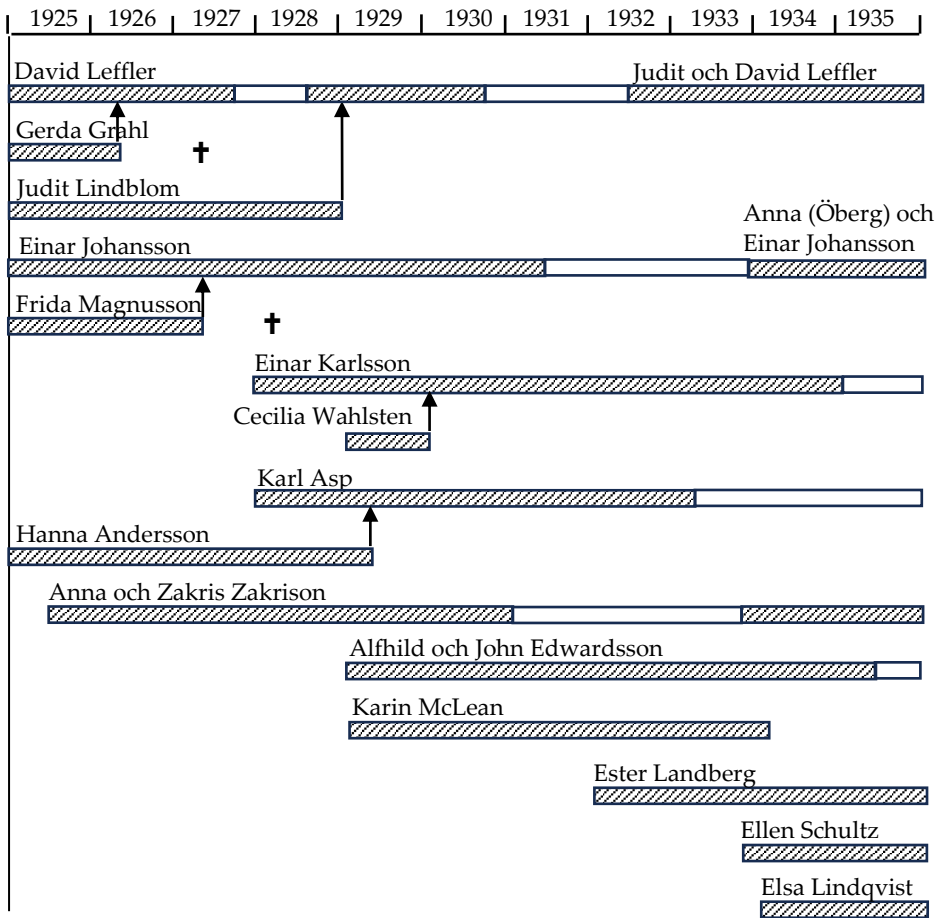 1925 1926 1927 1928 1929 1930 1931 1932 1933 1934 1935
David Leffler
Judit och David Leffler
Gerda Grahl
Judit Lindblom
Anna (Öberg) och
Einar Johansson
Einar Johansson
Frida Magnusson
Einar Karlsson
Cecilia Wahlsten
Karl Asp
Hanna Andersson
Anna och Zakris Zakrison
Alfhild och John Edwardsson
Karin McLean
Ester Landberg
Ellen Schultz
Elsa Lindqvist